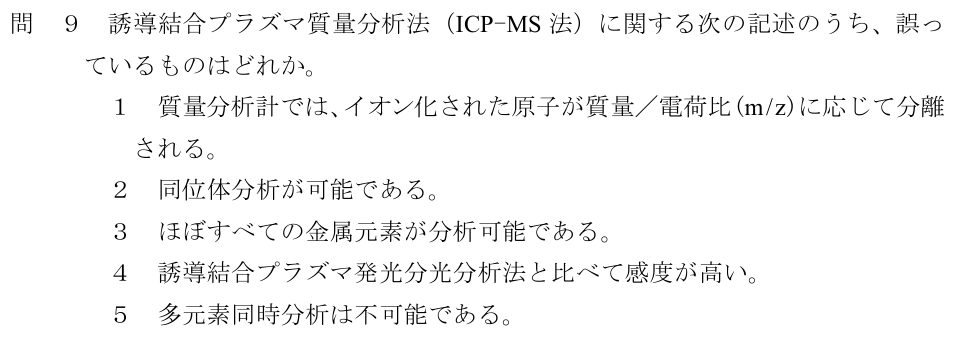 問　９　誘導結合プラズマ質量分析法（ICP−MS 法）に関する次の記述のうち、誤っ
ているものはどれか。
１　質量分析計では、イオン化された原子が質量／電荷比(m/z)に応じて分離
される。
２　同位体分析が可能である。
３　ほぼすべての金属元素が分析可能である。
４　誘導結合プラズマ発光分光分析法と比べて感度が高い。
５　多元素同時分析は不可能である。